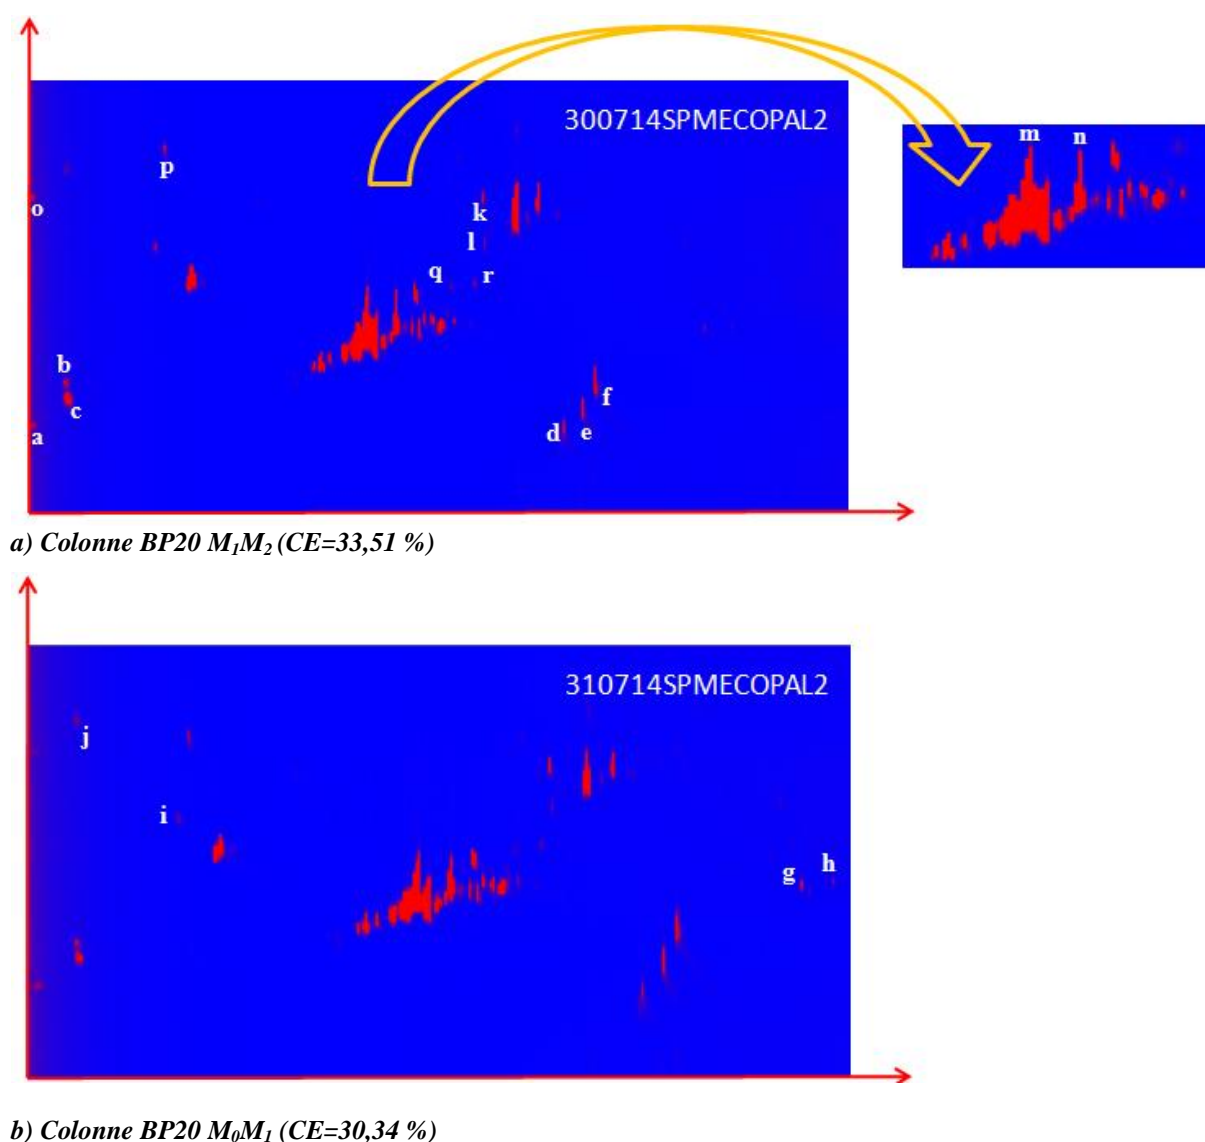 300714SPMECOPAL2
m n
p
o
k
l
q r
b
c
f
a
d e
a) Colonne BP20 M₁M₂ (CE=33,51 %)
310714SPMECOPAL2
j
i
g h
b) Colonne BP20 M₀M₁ (CE=30,34 %)